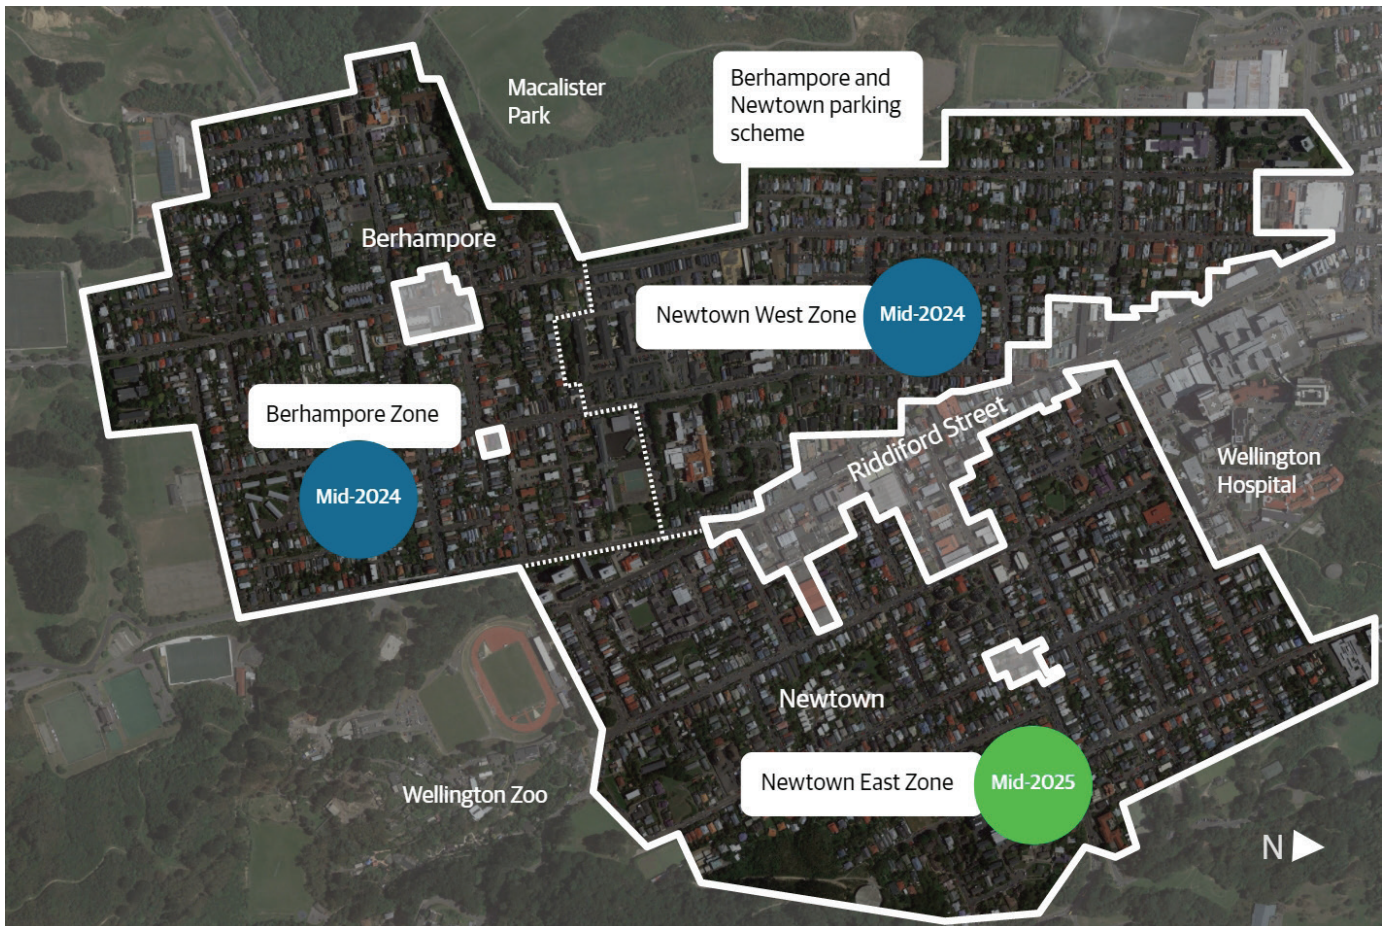 Macalister
Park
Berhampore and
Newtown parking
scheme
Berhampore
Newtown West Zone
Mid-2024
Berhampore Zone
Mid-2024
Riddiford Street
Wellington
Hospital
Newtown
Wellington Zoo
Newtown East Zone
Mid-2025
N